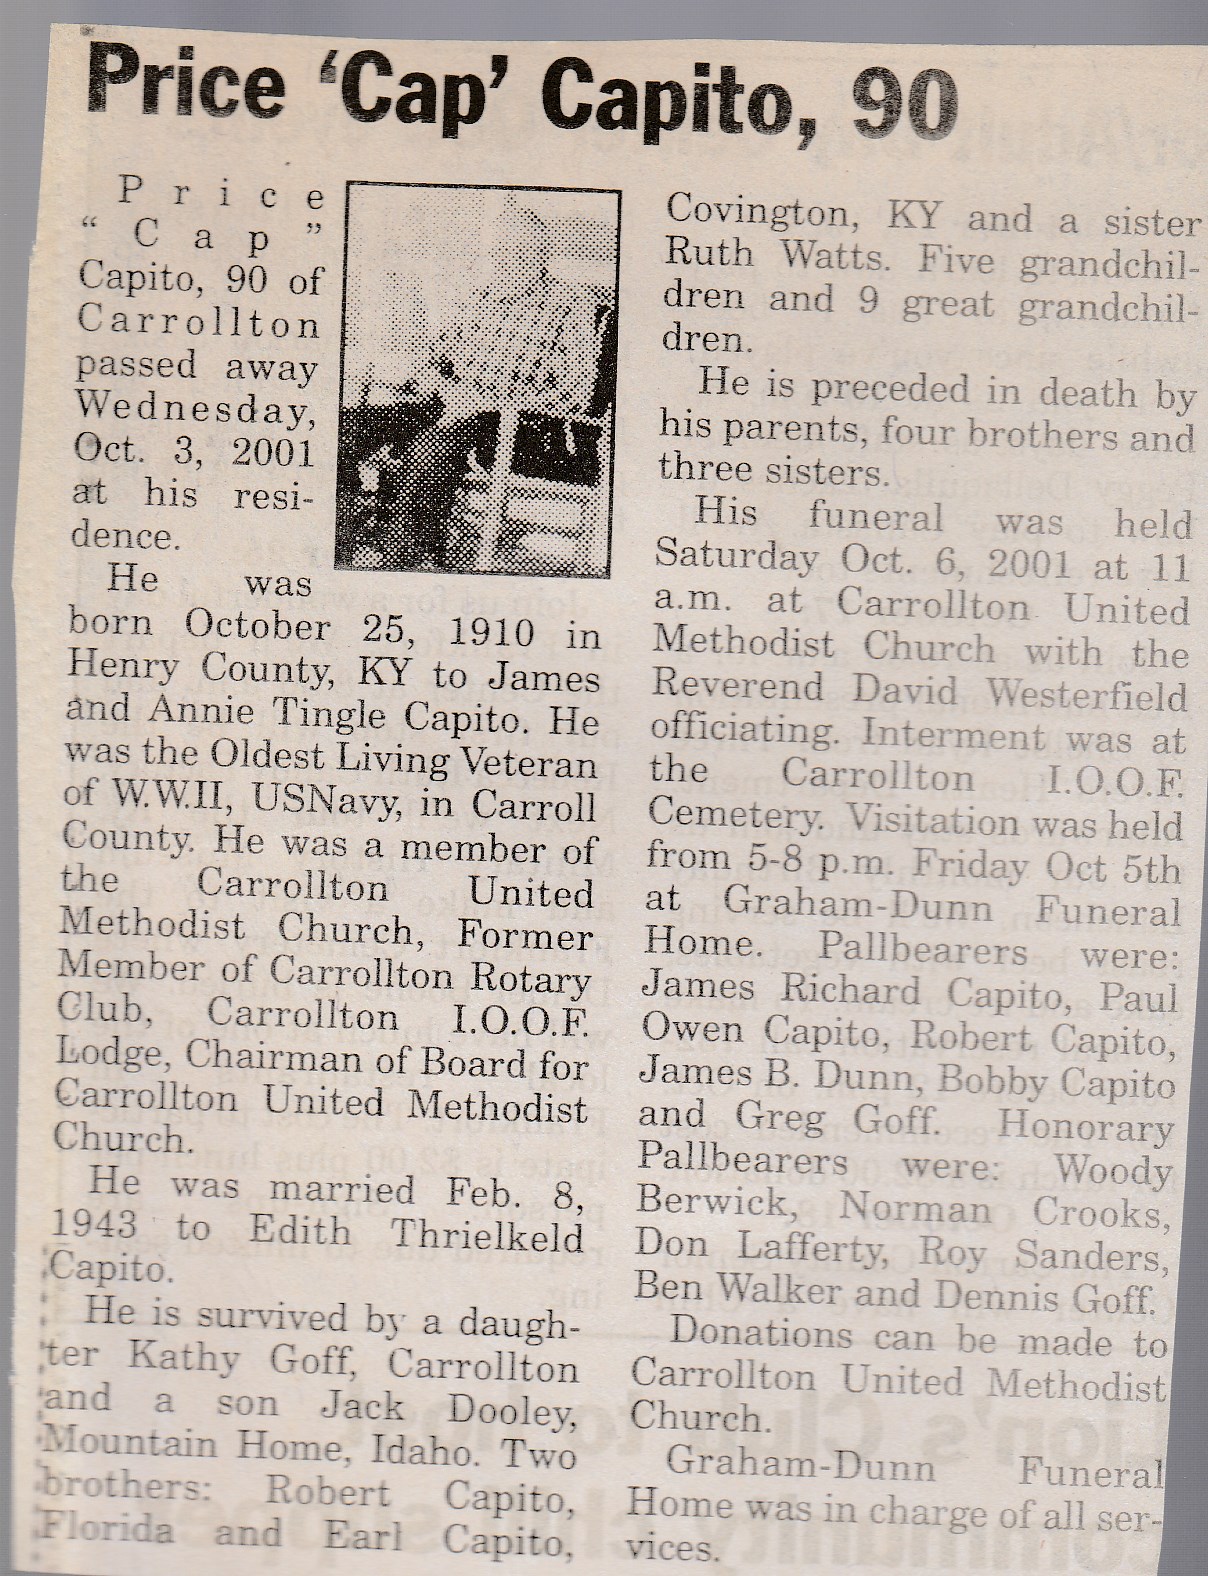 Price 'Cap' Capito, 90
Price
"Cap"
Capito, 90 of
Carrollton
passed away
Wednesday,
Oct. 3, 2001
at his resi-
dence.
He was
born October 25, 1910 in
Henry County, KY to James
and Annie Tingle Capito. He
was the Oldest Living Veteran
of W.W.II, USNavy, in Carroll
County. He was a member of
the Carrollton United
Methodist Church, Former
Member of Carrollton Rotary
Club, Carrollton I.O.O.F.
Lodge, Chairman of Board for
Carrollton United Methodist
Church.
He was married Feb. 8,
1943 to Edith Thrielkeld
Capito.
He is survived by a daugh-
ter Kathy Goff, Carrollton
and a son Jack Dooley,
Mountain Home, Idaho. Two
brothers: Robert Capito,
Florida and Earl Capito,
Covington, KY and a sister
Ruth Watts. Five grandchil-
dren and 9 great grandchil-
dren.
He is preceded in death by
his parents, four brothers and
three sisters.
His funeral was held
Saturday Oct. 6, 2001 at 11
a.m. at Carrollton United
Methodist Church with the
Reverend David Westerfield
officiating. Interment was at
the Carrollton I.O.O.F.
Cemetery. Visitation was held
from 5-8 p.m. Friday Oct 5th
at Graham-Dunn Funeral
Home. Pallbearers were:
James Richard Capito, Paul
Owen Capito, Robert Capito,
James B. Dunn, Bobby Capito
and Greg Goff. Honorary
Pallbearers were: Woody
Berwick, Norman Crooks,
Don Lafferty, Roy Sanders,
Ben Walker and Dennis Goff.
Donations can be made to
Carrollton United Methodist
Church.
Graham-Dunn Funeral
Home was in charge of all ser-
vices.